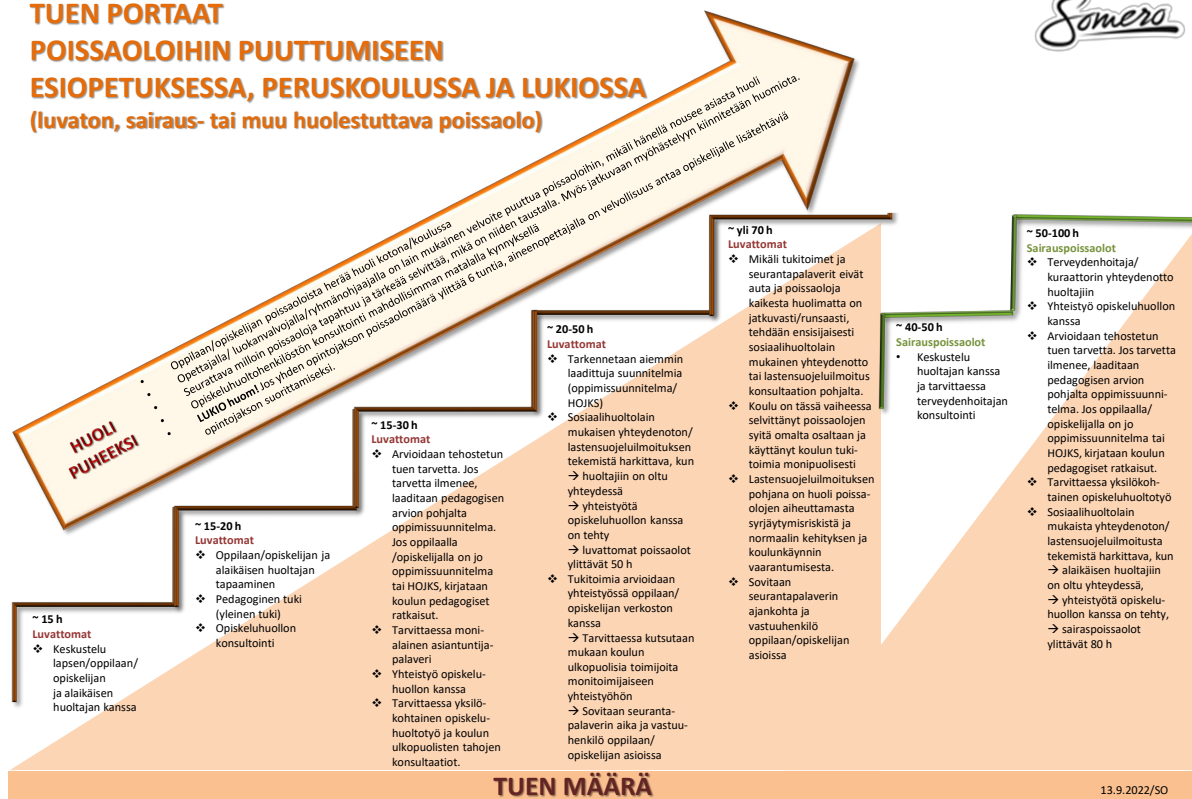 TUEN PORTAAT
POISSAOLOIHIN PUUTTUMISEEN
ESIOPETUKSESSA, PERUSKOULUSSA JA LUKIOSSA
(luvaton, sairaus- tai muu huolestuttava poissaolo)
Somero
HUOLI
PUHEEKSI
• Oppilaan/opiskelijan poissaoloista herää huoli kotona/koulussa
• Opettajalla/ luokanvalvojalla/ryhmänohjaajalla on lain mukainen velvoite puuttua poissaoloihin, mikäli hänellä nousee asiasta huoli
• Seurattava milloin poissaoloja tapahtuu ja tärkeää selvittää, mikä on niiden taustalla. Myös jatkuvaan myöhästelyyn kiinnitetään huomiota.
• Opiskeluhuoltohenkilöstön konsultointi mahdollisimman matalalla kynnyksellä
• LUKIO huom! Jos yhden opintojakson poissaolomäärä ylittää 6 tuntia, aineenopettajalla on velvollisuus antaa opiskelijalle lisätehtäviä
opintojakson suorittamiseksi.
~ 15 h
Luvattomat
❖ Keskustelu
lapsen/oppilaan/
opiskelijan
ja alaikäisen
huoltajan kanssa
~ 15-20 h
Luvattomat
❖ Oppilaan/opiskelijan ja
alaikäisen huoltajan
tapaaminen
❖ Pedagoginen tuki
(yleinen tuki)
❖ Opiskeluhuollon
konsultointi
~ 15-30 h
Luvattomat
❖ Arvioidaan tehostetun
tuen tarvetta. Jos
tarvetta ilmenee,
laaditaan pedagogisen
arvion pohjalta
oppimissuunnitelma.
Jos oppilaalla
/opiskelijalla on jo
oppimissuunnitelma
tai HOJKS, kirjataan
koulun pedagogiset
ratkaisut.
❖ Tarvittaessa moni-
alainen asiantuntija-
palaveri
❖ Yhteistyö opiskelu-
huollon kanssa
❖ Tarvittaessa yksilö-
kohtainen opiskelu-
huoltotyö ja koulun
ulkopuolisten tahojen
konsultaatiot.
~ 20-50 h
Luvattomat
❖ Tarkennetaan aiemmin
laadittuja suunnitelmia
(oppimissuunnitelma/
HOJKS)
❖ Sosiaalihuoltolain
mukaisen yhteydenoton/
lastensuojeluilmoituksen
tekemistä harkittava, kun
→ huoltajiin on oltu
yhteydessä
→ yhteistyötä
opiskeluhuollon kanssa
on tehty
→ luvattomat poissaolot
ylittävät 50 h
❖ Tukitoimia arvioidaan
yhteistyössä oppilaan/
opiskelijan verkoston
kanssa
→ Tarvittaessa kutsutaan
mukaan koulun
ulkopuolisia toimijoita
monitoimijaiseen
yhteistyöhön
→ Sovitaan seuranta-
palaverin aika ja vastuu-
henkilö oppilaan/
opiskelijan asioissa
~ yli 70 h
Luvattomat
❖ Mikäli tukitoimet ja
seurantapalaverit eivät
auta ja poissaoloja
kaikesta huolimatta on
jatkuvasti/runsaasti,
tehdään ensisijaisesti
sosiaalihuoltolain
mukainen yhteydenotto
tai lastensuojeluilmoitus
konsultaation pohjalta.
❖ Koulu on tässä vaiheessa
selvittänyt poissaolojen
syitä omalta osaltaan ja
käyttänyt koulun tuki-
toimia monipuolisesti
❖ Lastensuojeluilmoituksen
pohjana on huoli poissa-
olojen aiheuttamasta
syrjäytymisriskistä ja
normaalin kehityksen ja
koulunkäynnin
vaarantumisesta.
❖ Sovitaan
seurantapalaverin
ajankohta ja
vastuuhenkilö
oppilaan/opiskelijan
asioissa
~ 40-50 h
Sairauspoissaolot
• Keskustelu
huoltajan kanssa
ja tarvittaessa
terveydenhoitajan
konsultointi
~ 50-100 h
Sairauspoissaolot
❖ Terveydenhoitaja/
kuraattorin yhteydenotto
huoltajiin
❖ Yhteistyö opiskeluhuollon
kanssa
❖ Arvioidaan tehostetun
tuen tarvetta. Jos tarvetta
ilmenee, laaditaan
pedagogisen arvion
pohjalta oppimissuunni-
telma. Jos oppilaalla/
opiskelijalla on jo
oppimissuunnitelma tai
HOJKS, kirjataan koulun
pedagogiset ratkaisut.
❖ Tarvittaessa yksilökoh-
tainen opiskeluhuoltotyö
❖ Sosiaalihuoltolain
mukaista yhteydenoton/
lastensuojeluilmoitusta
tekemistä harkittava, kun
→ alaikäisen huoltajiin
on oltu yhteydessä,
→ yhteistyötä opiskelu-
huollon kanssa on tehty,
→ sairaspoissaolot
ylittävät 80 h
TUEN MÄÄRÄ
13.9.2022/SO